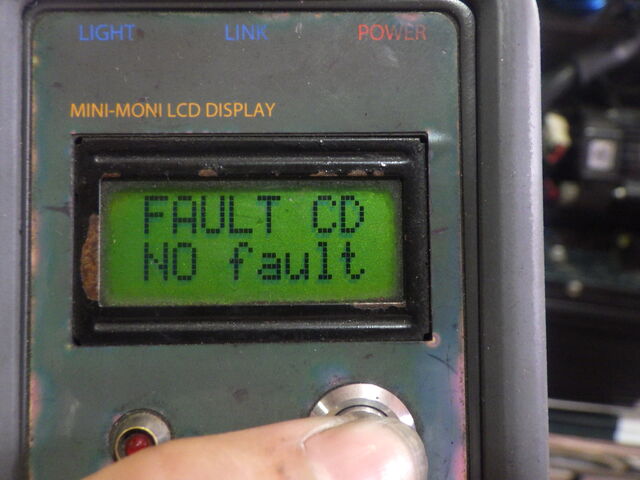 LIGHT LINK POWER
MINI-MONI LCD DISPLAY
FAULT CD
NO fault